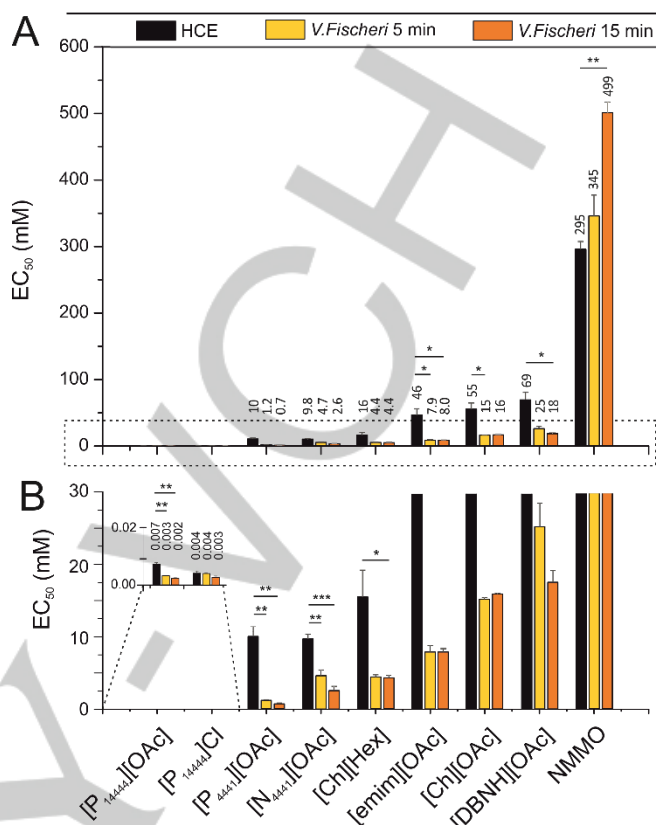 A
HCE V.Fischeri 5 min V.Fischeri 15 min
600
500
400
300
200
100
0
EC50 (mM)
10 1.2 0.7
9.8 4.7 2.6
16 4.4 4.4
* *
46 7.9 8.0
*
55 15 16
*
69 25 18
**
295 345 499
B
30
20
10
0
EC50 (mM)
0.02
0.00
**
**
0.007 0.003 0.002
0.004 0.004 0.003
**
**
***
**
*
[P14444][OAc]
[P14444]Cl
[P4441][OAc]
[N4441][OAc]
[Ch][Hex]
[emim][OAc]
[Ch][OAc]
[DBNH][OAc]
NMMO
Y-VCH